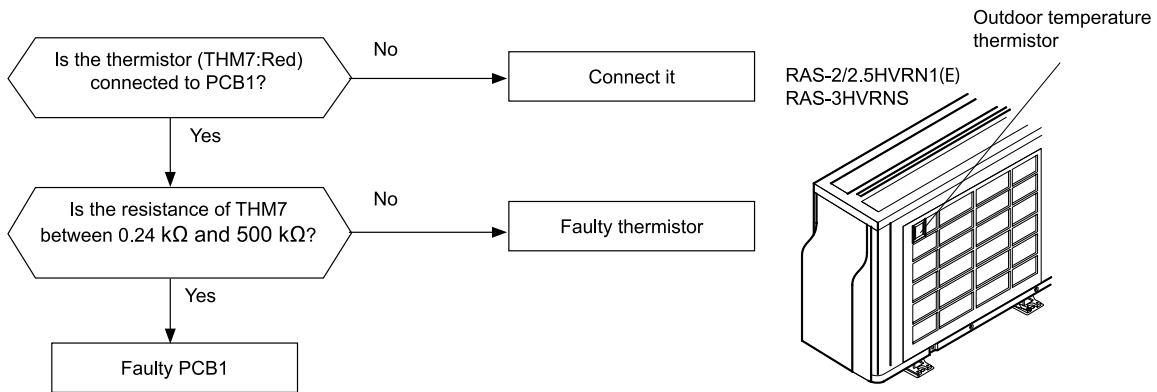 Is the thermistor (THM7:Red)
connected to PCB1?
No
Connect it
Yes
Is the resistance of THM7
between 0.24 kΩ and 500 kΩ?
No
Faulty thermistor
Yes
Faulty PCB1
Outdoor temperature
thermistor
RAS-2/2.5HVRN1(E)
RAS-3HVRNS